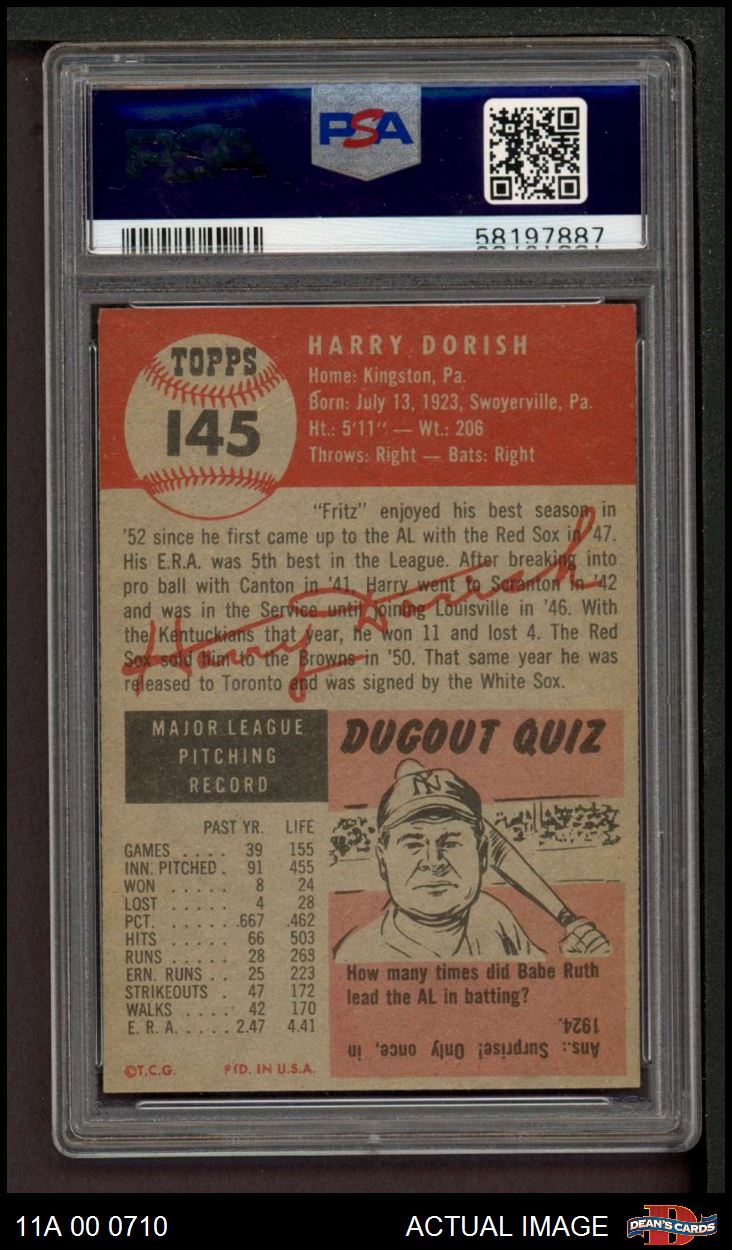 PSA
PSA
58197887
TOPPS
145
HARRY DORISH
Home: Kingston, Pa.
Born: July 13, 1923, Swoyerville, Pa.
Ht.: 5'11" — Wt.: 206
Throws: Right — Bats: Right
"Fritz" enjoyed his best season in
'52 since he first came up to the AL with the Red Sox in '47.
His E.R.A. was 5th best in the League. After breaking into
pro ball with Canton in '41, Harry went to Scranton in '42
and was in the Service until joining Louisville in '46. With
the Kentuckians that year, he won 11 and lost 4. The Red
Sox sold him to the Browns in '50. That same year he was
released to Toronto and was signed by the White Sox.
Harry Dorish
MAJOR LEAGUE
PITCHING
RECORD
PAST YR. LIFE
GAMES .... 39 155
INN. PITCHED . 91 455
WON ...... 8 24
LOST ...... 4 28
PCT. ...... .667 .462
HITS ...... 66 503
RUNS ..... 28 263
ERN. RUNS .. 25 223
STRIKEOUTS . 47 172
WALKS ..... 42 170
E. R. A. ..... 2.47 4.41
©T.C.G. PTD. IN U.S.A.
DUGOUT QUIZ
NY
How many times did Babe Ruth
lead the AL in batting?
Ans.: Surprise! Only once, in
1924.
11A 00 0710 ACTUAL IMAGE
DEAN'S CARDS